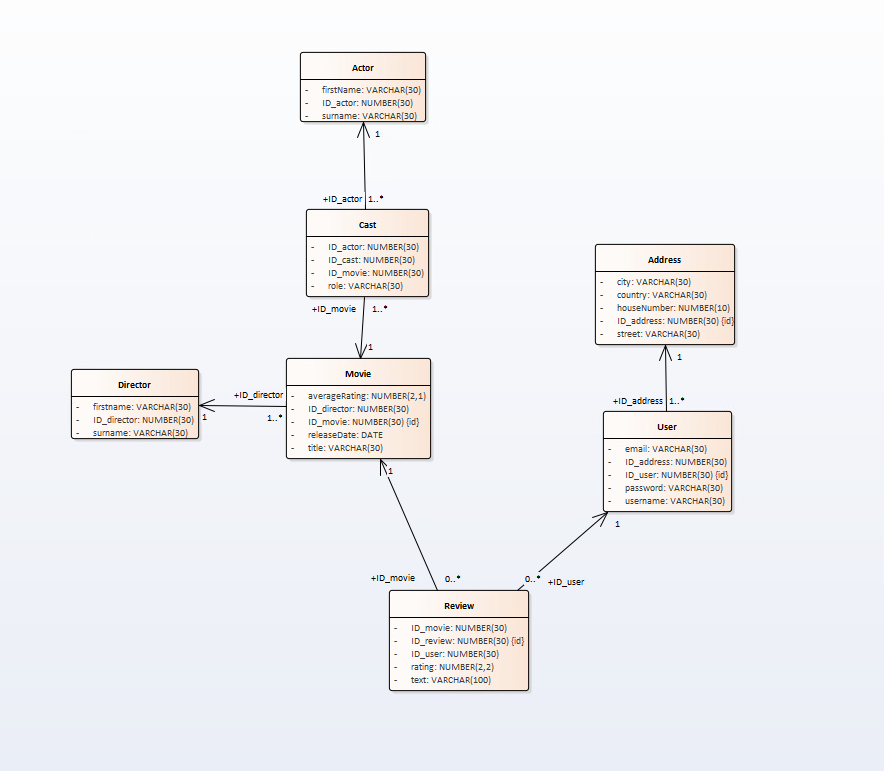 Actor
- firstName: VARCHAR(30)
- ID_actor: NUMBER(30)
- surname: VARCHAR(30)
1
+ID_actor 1..*
Cast
- ID_actor: NUMBER(30)
- ID_cast: NUMBER(30)
- ID_movie: NUMBER(30)
- role: VARCHAR(30)
+ID_movie 1..*
1
Address
- city: VARCHAR(30)
- country: VARCHAR(30)
- houseNumber: NUMBER(10)
- ID_address: NUMBER(30) {id}
- street: VARCHAR(30)
1
+ID_address 1..*
Director
- firstname: VARCHAR(30)
- ID_director: NUMBER(30)
- surname: VARCHAR(30)
1
+ID_director
1..*
Movie
- averageRating: NUMBER(2,1)
- ID_director: NUMBER(30)
- ID_movie: NUMBER(30) {id}
- releaseDate: DATE
- title: VARCHAR(30)
1
User
- email: VARCHAR(30)
- ID_address: NUMBER(30)
- ID_user: NUMBER(30) {id}
- password: VARCHAR(30)
- username: VARCHAR(30)
1
+ID_movie 0..*
0..* +ID_user
Review
- ID_movie: NUMBER(30)
- ID_review: NUMBER(30) {id}
- ID_user: NUMBER(30)
- rating: NUMBER(2,2)
- text: VARCHAR(100)